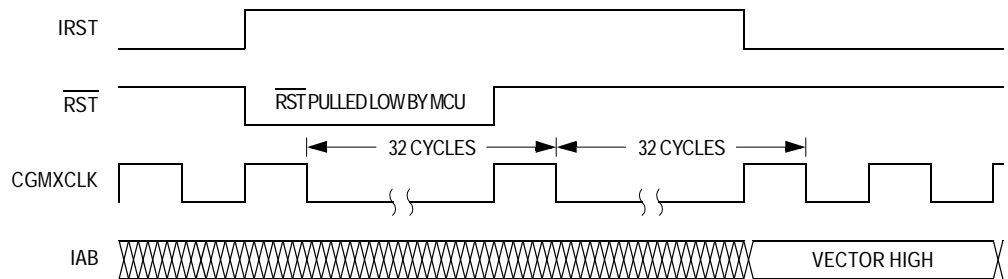 IRST
RST
RST PULLED LOW BY MCU
32 CYCLES
32 CYCLES
CGMXCLK
IAB
VECTOR HIGH